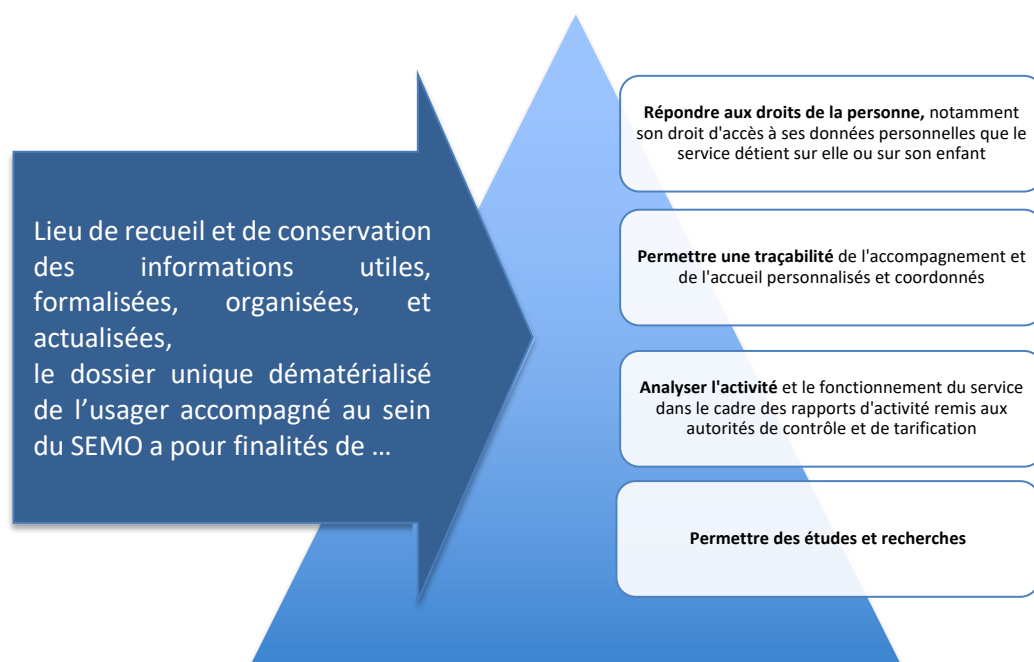 Lieu de recueil et de conservation
des informations utiles,
formalisées, organisées, et
actualisées,
le dossier unique dématérialisé
de l’usager accompagné au sein
du SEMO a pour finalités de …
Répondre aux droits de la personne, notamment
son droit d'accès à ses données personnelles que le
service détient sur elle ou sur son enfant
Permettre une traçabilité de l'accompagnement et
de l'accueil personnalisés et coordonnés
Analyser l'activité et le fonctionnement du service
dans le cadre des rapports d'activité remis aux
autorités de contrôle et de tarification
Permettre des études et recherches